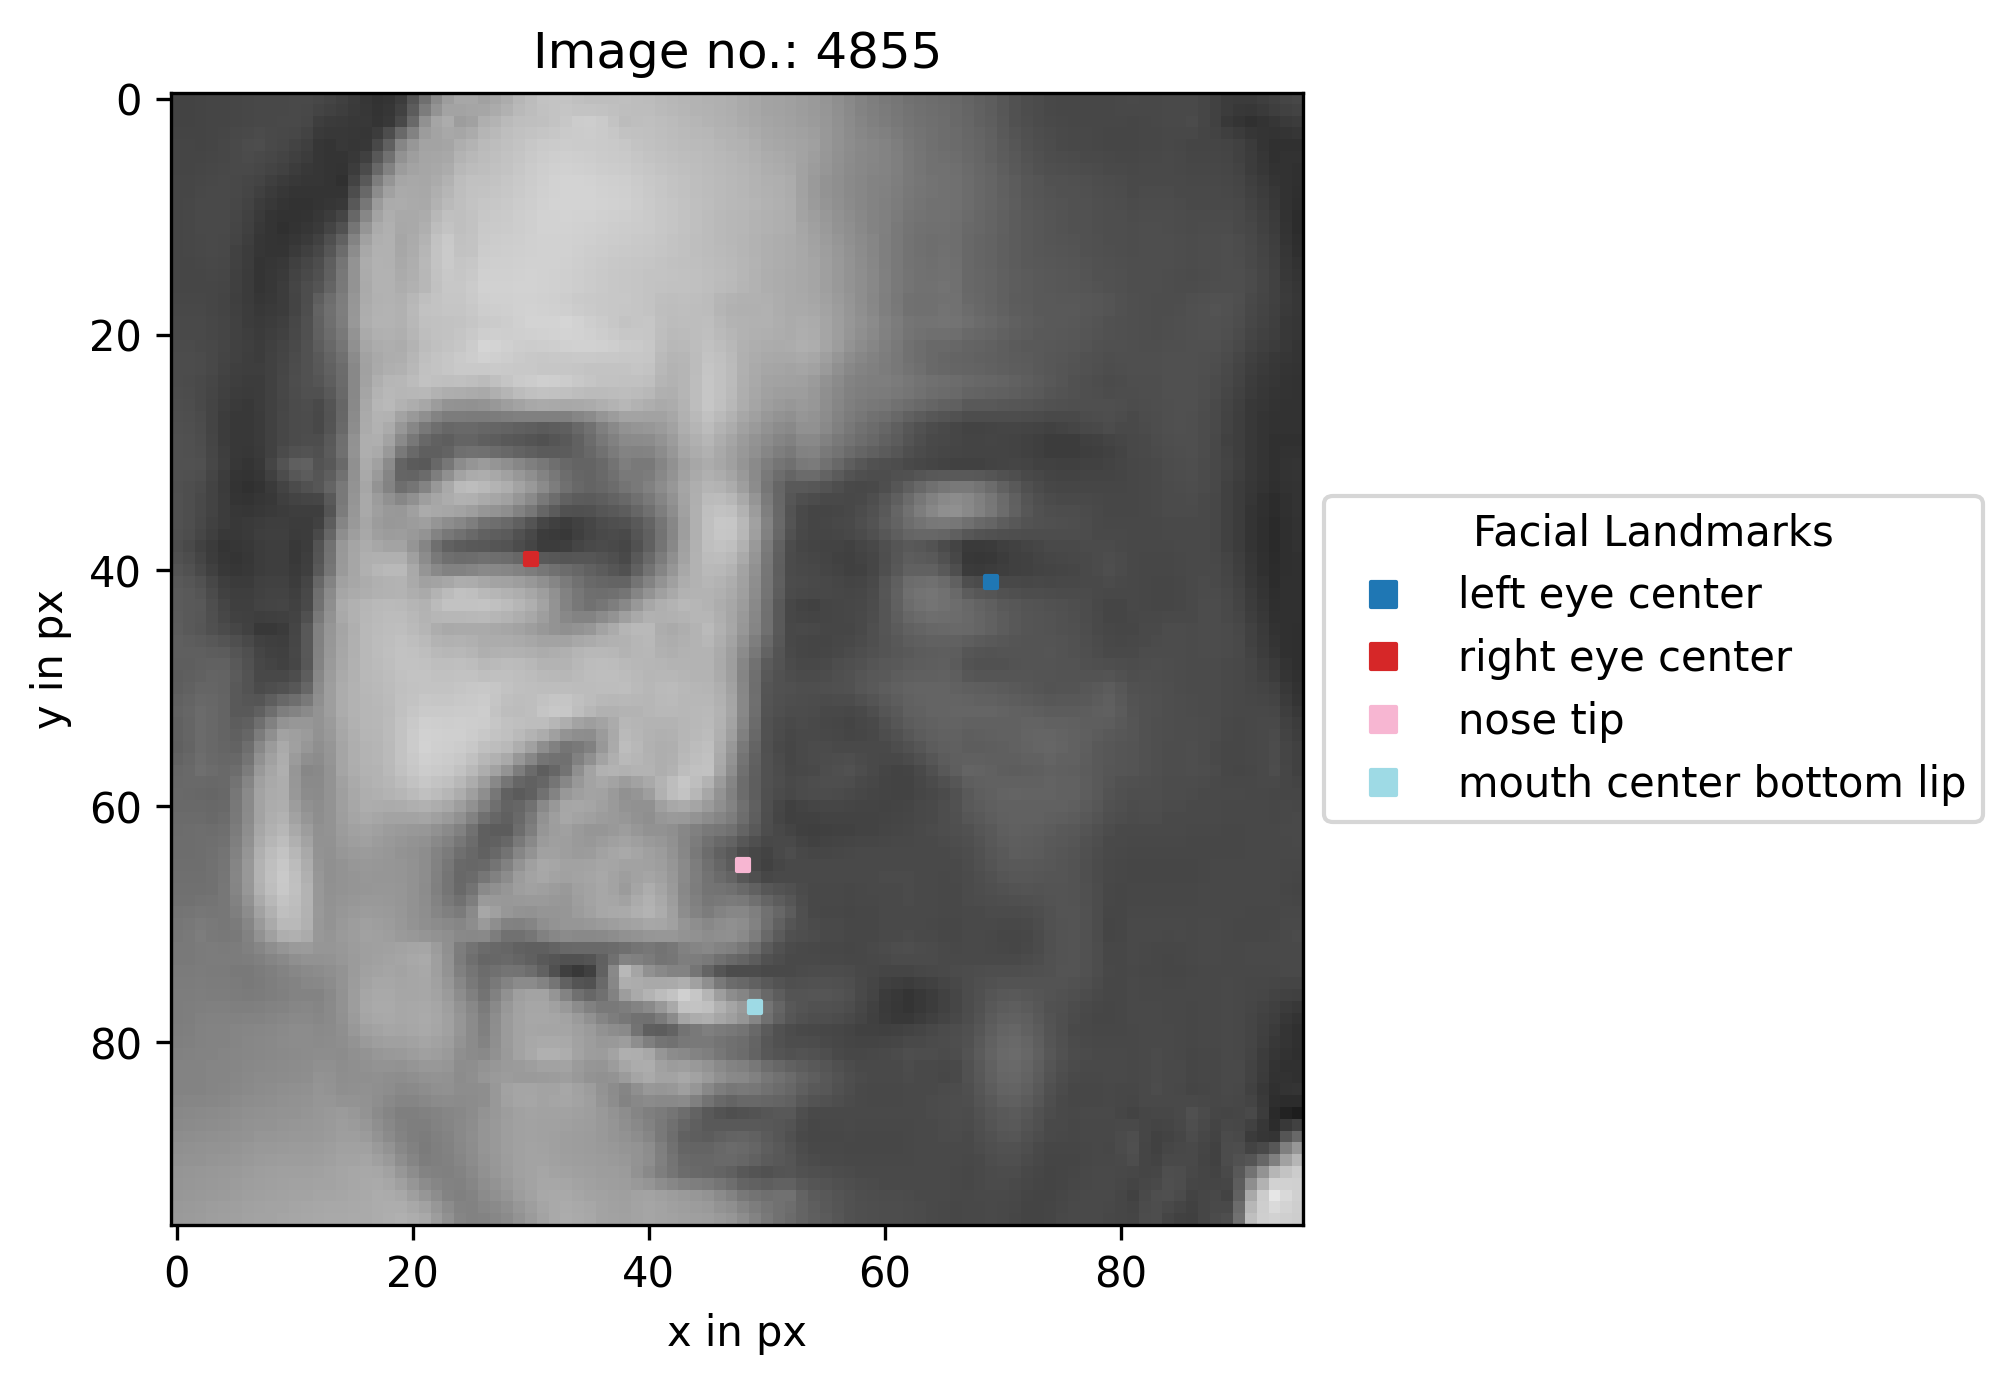 Image no.: 4855
0
20
40
60
80
y in px
0 20 40 60 80
x in px
Facial Landmarks
left eye center
right eye center
nose tip
mouth center bottom lip